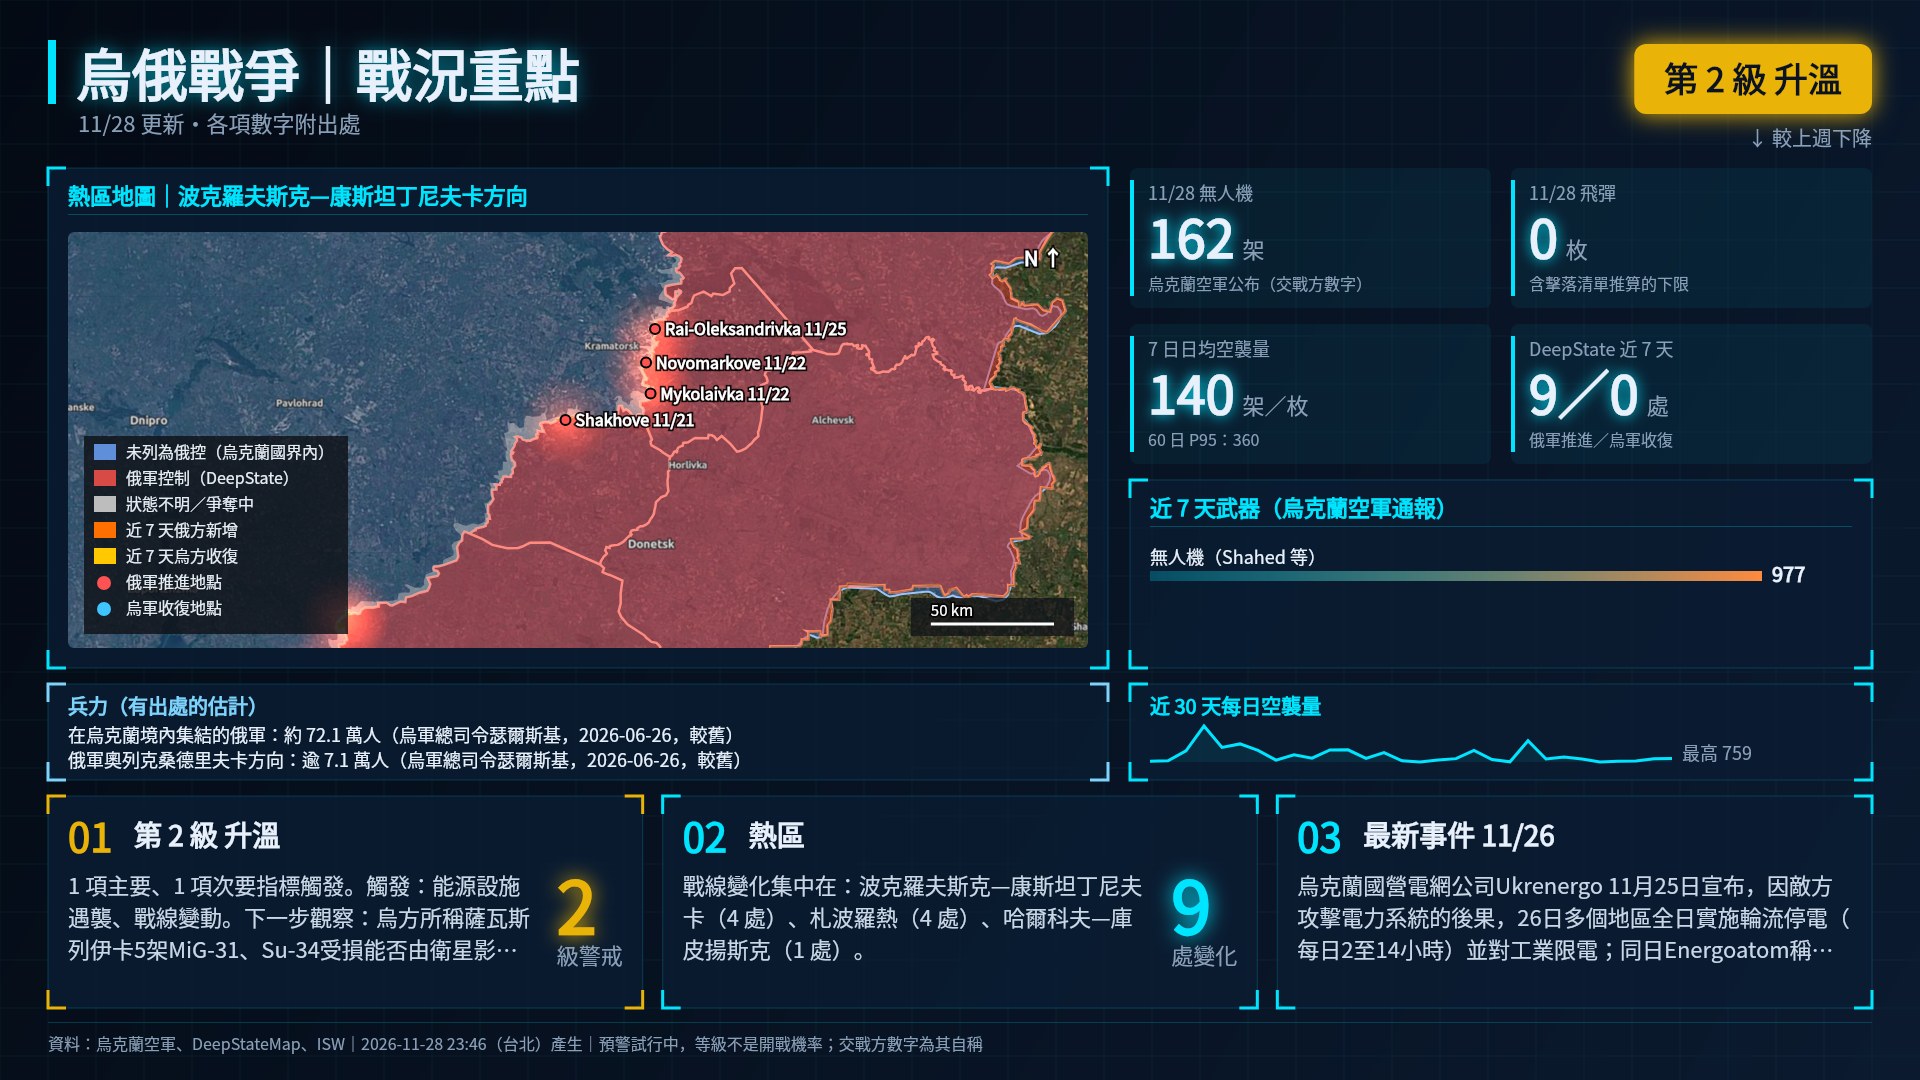 烏俄戰爭｜戰況重點
11/28 更新・各項數字附出處
第 2 級 升溫
↓ 較上週下降
熱區地圖｜波克羅夫斯克—康斯坦丁尼夫卡方向
N ↑
Rai-Oleksandrivka 11/25
Kramatorsk
Novomarkove 11/22
Mykolaivka 11/22
Shakhove 11/21
anske
Dnipro
Pavlohrad
Alchevsk
Horlivka
Donetsk
未列為俄控（烏克蘭國界內）
俄軍控制（DeepState）
狀態不明／爭奪中
近 7 天俄方新增
近 7 天烏方收復
俄軍推進地點
烏軍收復地點
50 km
Sha
11/28 無人機
162 架
烏克蘭空軍公布（交戰方數字）
11/28 飛彈
0 枚
含擊落清單推算的下限
7 日日均空襲量
140 架／枚
60 日 P95：360
DeepState 近 7 天
9／0 處
俄軍推進／烏軍收復
近 7 天武器（烏克蘭空軍通報）
無人機（Shahed 等）
977
兵力（有出處的估計）
在烏克蘭境內集結的俄軍：約 72.1 萬人（烏軍總司令瑟爾斯基，2026-06-26，較舊）
俄軍奧列克桑德里夫卡方向：逾 7.1 萬人（烏軍總司令瑟爾斯基，2026-06-26，較舊）
近 30 天每日空襲量
最高 759
01 第 2 級 升溫
1 項主要、1 項次要指標觸發。觸發：能源設施
遇襲、戰線變動。下一步觀察：烏方所稱薩瓦斯
列伊卡5架MiG-31、Su-34受損能否由衛星影…
2
級警戒
02 熱區
戰線變化集中在：波克羅夫斯克—康斯坦丁尼夫
卡（4 處）、札波羅熱（4 處）、哈爾科夫—庫
皮揚斯克（1 處）。
9
處變化
03 最新事件 11/26
烏克蘭國營電網公司Ukrenergo 11月25日宣布，因敵方
攻擊電力系統的後果，26日多個地區全日實施輪流停電（
每日2至14小時）並對工業限電；同日Energoatom稱…
資料：烏克蘭空軍、DeepStateMap、ISW｜2026-11-28 23:46（台北）產生｜預警試行中，等級不是開戰機率；交戰方數字為其自稱